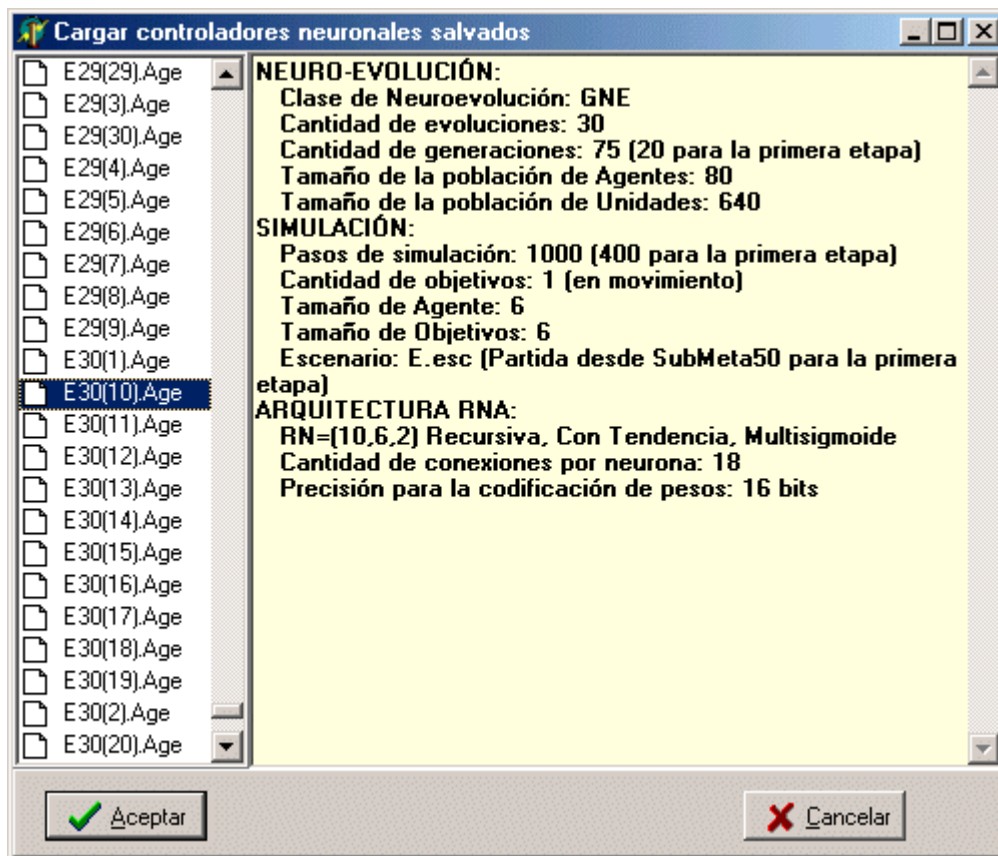 Cargar controladores neuronales salvados
E29(29).Age
E29(3).Age
E29(30).Age
E29(4).Age
E29(5).Age
E29(6).Age
E29(7).Age
E29(8).Age
E29(9).Age
E30(1).Age
E30(10).Age
E30(11).Age
E30(12).Age
E30(13).Age
E30(14).Age
E30(15).Age
E30(16).Age
E30(17).Age
E30(18).Age
E30(19).Age
E30(2).Age
E30(20).Age
NEURO-EVOLUCIÓN:
Clase de Neuroevolución: GNE
Cantidad de evoluciones: 30
Cantidad de generaciones: 75 (20 para la primera etapa)
Tamaño de la población de Agentes: 80
Tamaño de la población de Unidades: 640
SIMULACIÓN:
Pasos de simulación: 1000 (400 para la primera etapa)
Cantidad de objetivos: 1 (en movimiento)
Tamaño de Agente: 6
Tamaño de Objetivos: 6
Escenario: E.esc (Partida desde SubMeta50 para la primera
etapa)
ARQUITECTURA RNA:
RN=(10,6,2) Recursiva, Con Tendencia, Multisigmoide
Cantidad de conexiones por neurona: 18
Precisión para la codificación de pesos: 16 bits
Aceptar
Cancelar